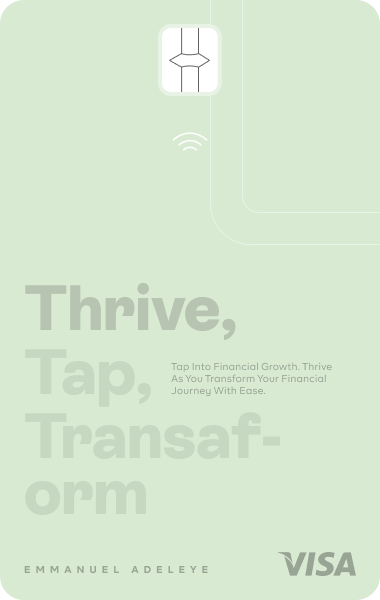 Thrive,
Tap,
Tap Into Financial Growth. Thrive
As You Transform Your Financial
Journey With Ease.
Transaf-
orm
EMMANUEL ADELEYE
VISA